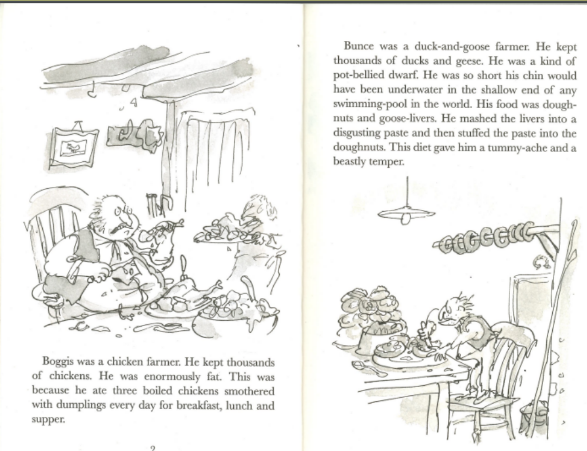 Boggis was a chicken farmer. He kept thousands
of chickens. He was enormously fat. This was
because he ate three boiled chickens smothered
with dumplings every day for breakfast, lunch and
supper.
2
Bunce was a duck-and-goose farmer. He kept
thousands of ducks and geese. He was a kind of
pot-bellied dwarf. He was so short his chin would
have been underwater in the shallow end of any
swimming-pool in the world. His food was dough-
nuts and goose-livers. He mashed the livers into a
disgusting paste and then stuffed the paste into the
doughnuts. This diet gave him a tummy-ache and a
beastly temper.